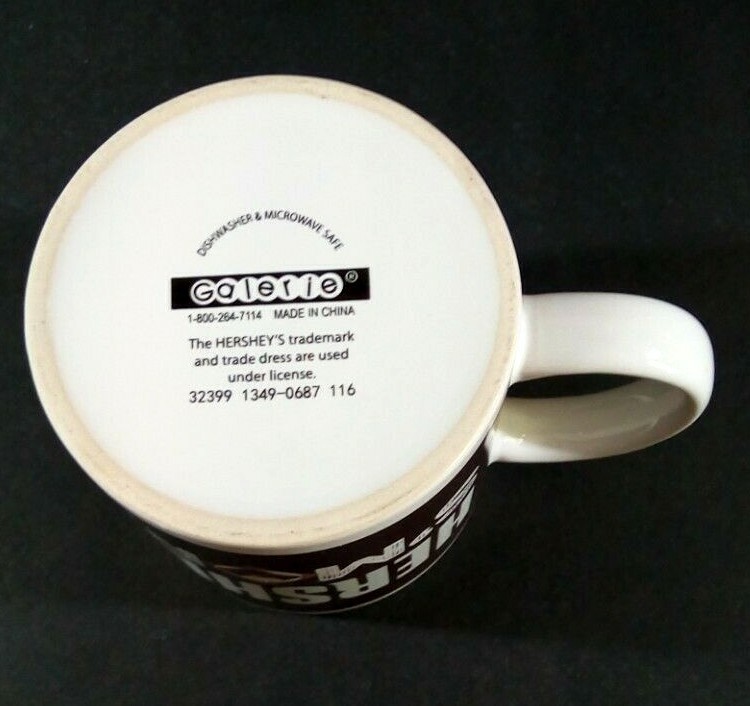 DISHWASHER & MICROWAVE SAFE
Galerie®
1-800-264-7114 MADE IN CHINA
The HERSHEY'S trademark
and trade dress are used
under license.
32399 1349-0687 116